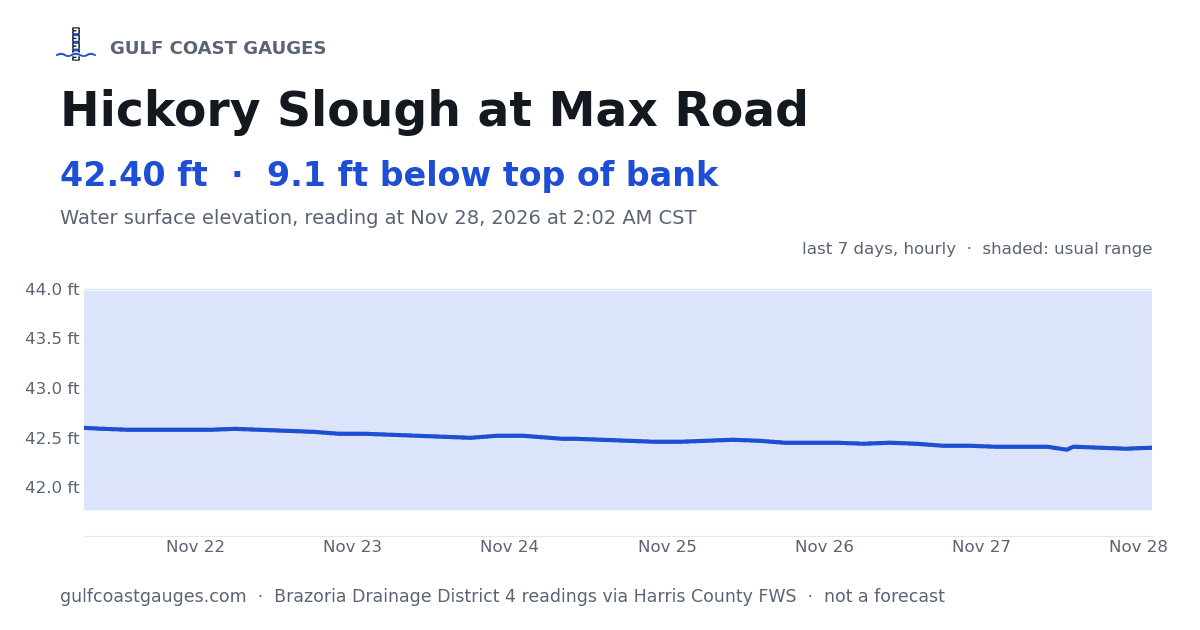 GULF COAST GAUGES
Hickory Slough at Max Road
42.40 ft · 9.1 ft below top of bank
Water surface elevation, reading at Nov 28, 2026 at 2:02 AM CST
last 7 days, hourly · shaded: usual range
44.0 ft
43.5 ft
43.0 ft
42.5 ft
42.0 ft
Nov 22 Nov 23 Nov 24 Nov 25 Nov 26 Nov 27 Nov 28
gulfcoastgauges.com · Brazoria Drainage District 4 readings via Harris County FWS · not a forecast